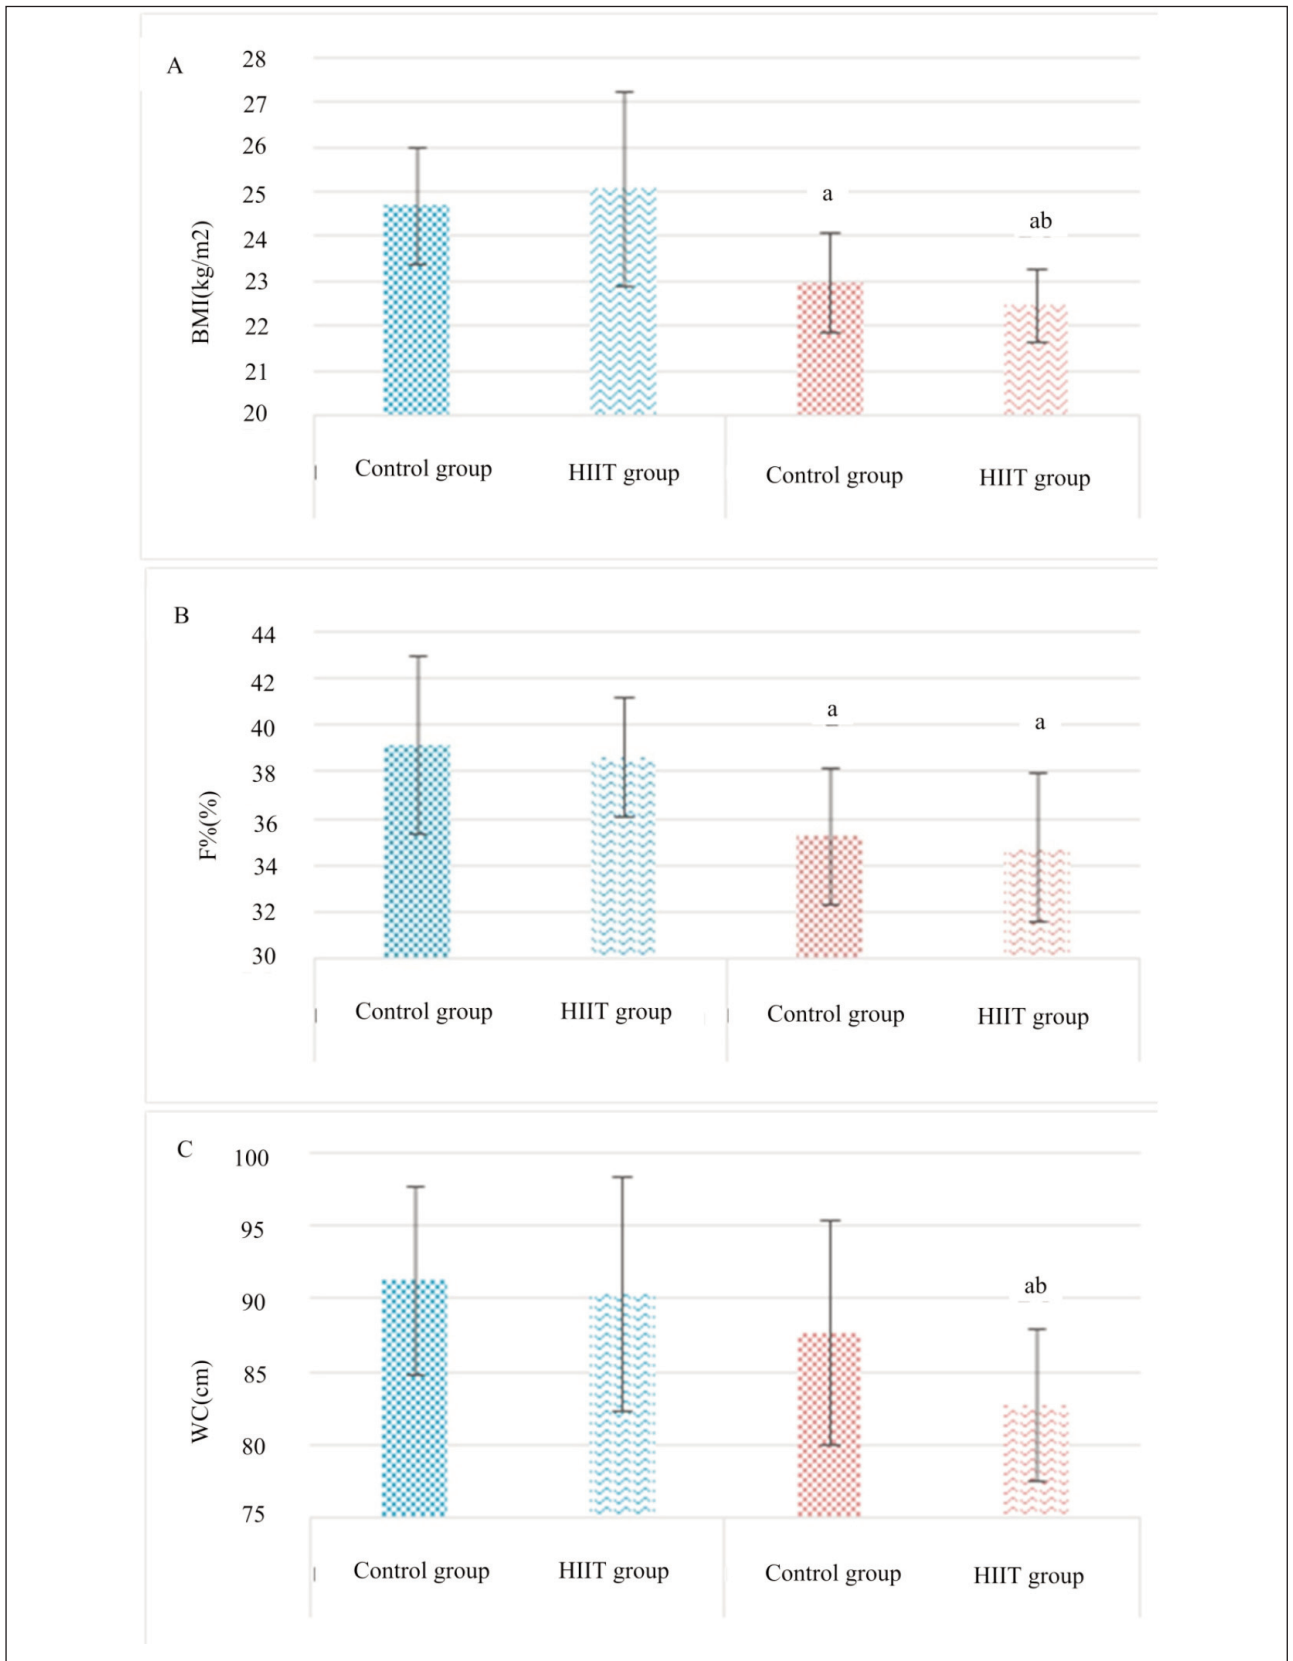 A
28
27
26
25
24
23
22
21
20
BMI(kg/m2)
a
ab
Control group
HIIT group
Control group
HIIT group
B
44
42
40
38
36
34
32
30
F%(%)
a
a
Control group
HIIT group
Control group
HIIT group
C
100
95
90
85
80
75
WC(cm)
ab
Control group
HIIT group
Control group
HIIT group